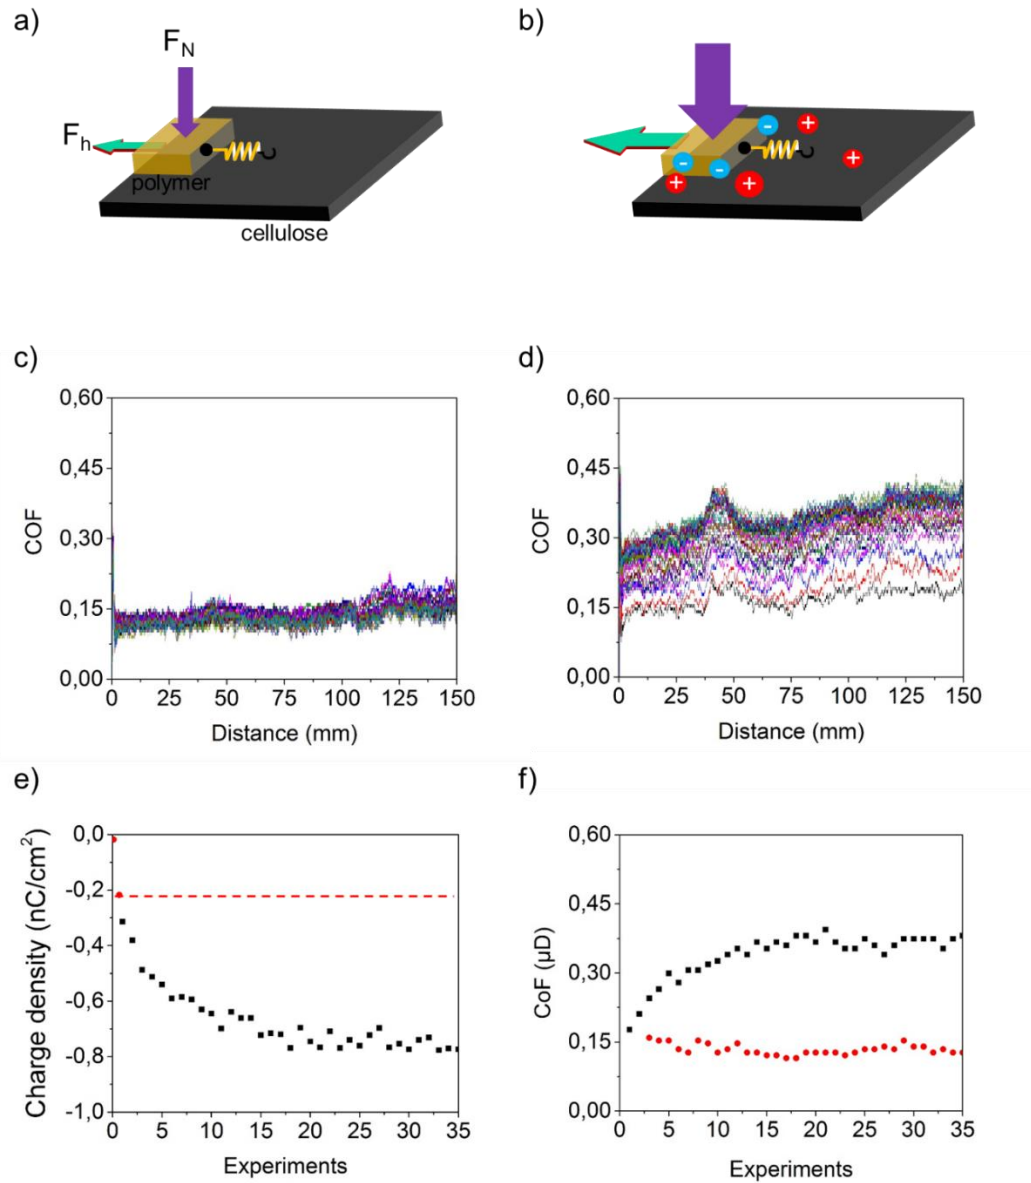 a)
b)
F_N
F_h
polymer
cellulose
- + - - + + +
c)
d)
0,60
0,45
0,30
0,15
0,00
COF
0 25 50 75 100 125 150
Distance (mm)
0,60
0,45
0,30
0,15
0,00
COF
0 25 50 75 100 125 150
Distance (mm)
e)
f)
0,0
-0,2
-0,4
-0,6
-0,8
-1,0
Charge density (nC/cm²)
0 5 10 15 20 25 30 35
Experiments
0,60
0,45
0,30
0,15
0,00
CoF (μD)
0 5 10 15 20 25 30 35
Experiments